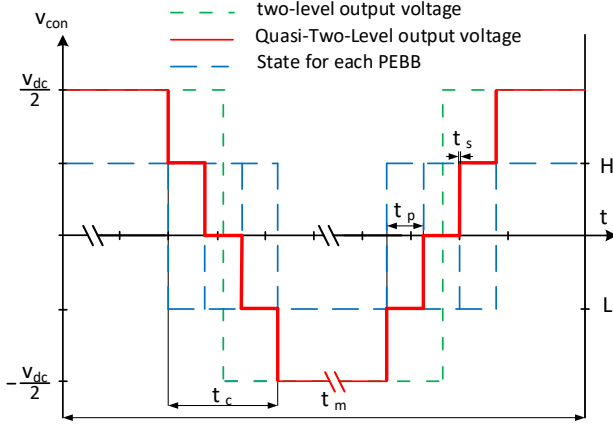 two-level output voltage
v_con
Quasi-Two-Level output voltage
State for each PEBB
v_dc/2
t_s
H
t_p
t
L
-v_dc/2
t_c
t_m